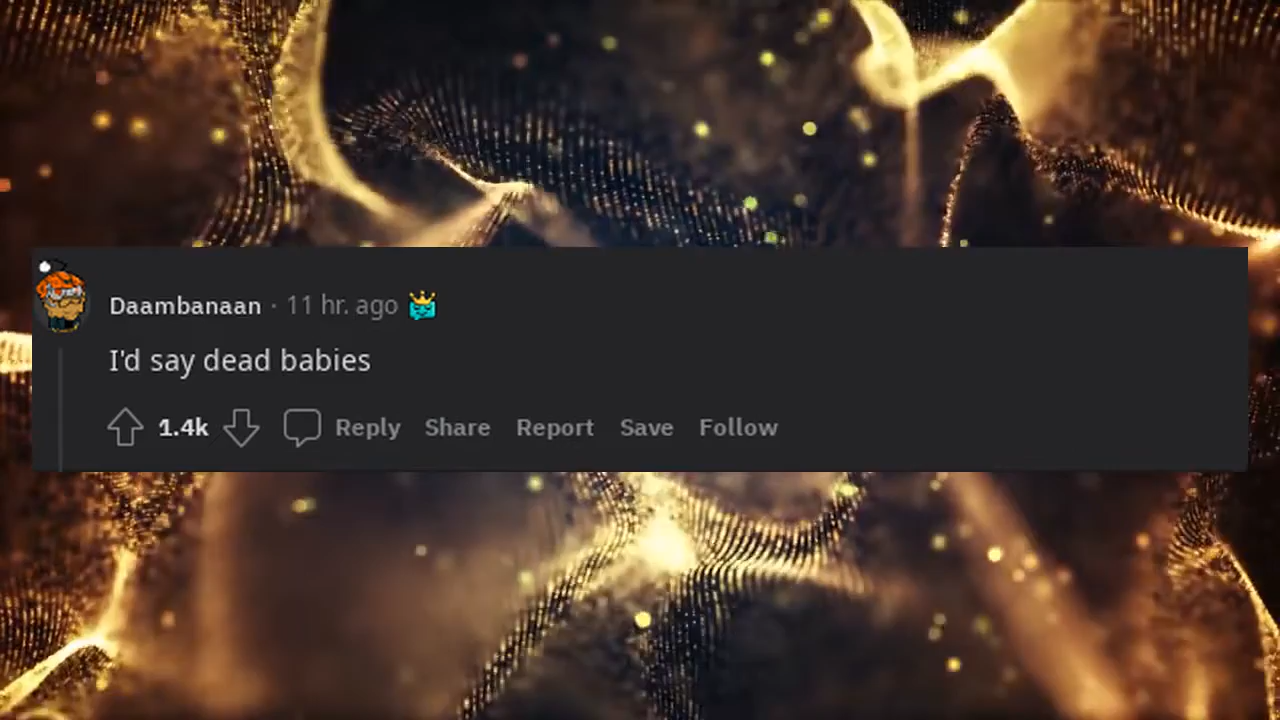 Daambanaan · 11 hr. ago
I'd say dead babies
1.4k Reply Share Report Save Follow